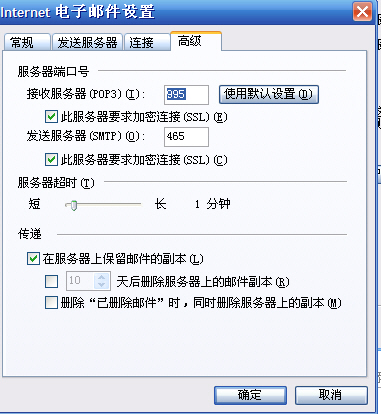 Internet 电子邮件设置
常规 发送服务器 连接 高级
服务器端口号
接收服务器(POP3)(I): 995 使用默认设置(D)
此服务器要求加密连接(SSL)(E)
发送服务器(SMTP)(O): 465
此服务器要求加密连接(SSL)(C)
服务器超时(T)
短 长 1 分钟
传递
在服务器上保留邮件的副本(L)
10 天后删除服务器上的邮件副本(R)
删除“已删除邮件”时，同时删除服务器上的副本(M)
确定 取消